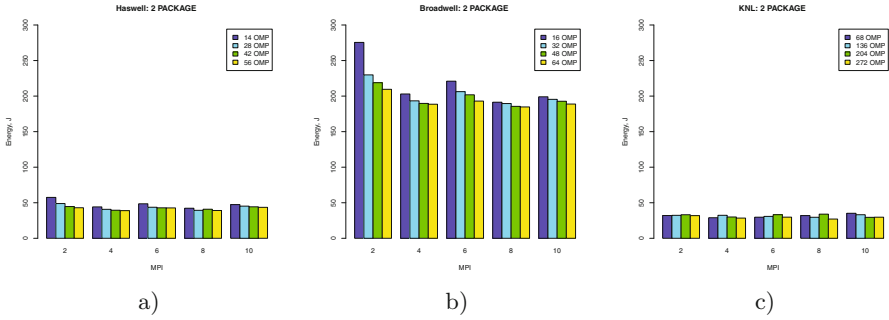 Haswell: 2 PACKAGE
300
250
200
150
100
50
0
Energy, J
14 OMP
28 OMP
42 OMP
56 OMP
2 4 6 8 10
MPI
a)
Broadwell: 2 PACKAGE
300
250
200
150
100
50
0
Energy, J
16 OMP
32 OMP
48 OMP
64 OMP
2 4 6 8 10
MPI
b)
KNL: 2 PACKAGE
300
250
200
150
100
50
0
Energy, J
68 OMP
136 OMP
204 OMP
272 OMP
2 4 6 8 10
MPI
c)